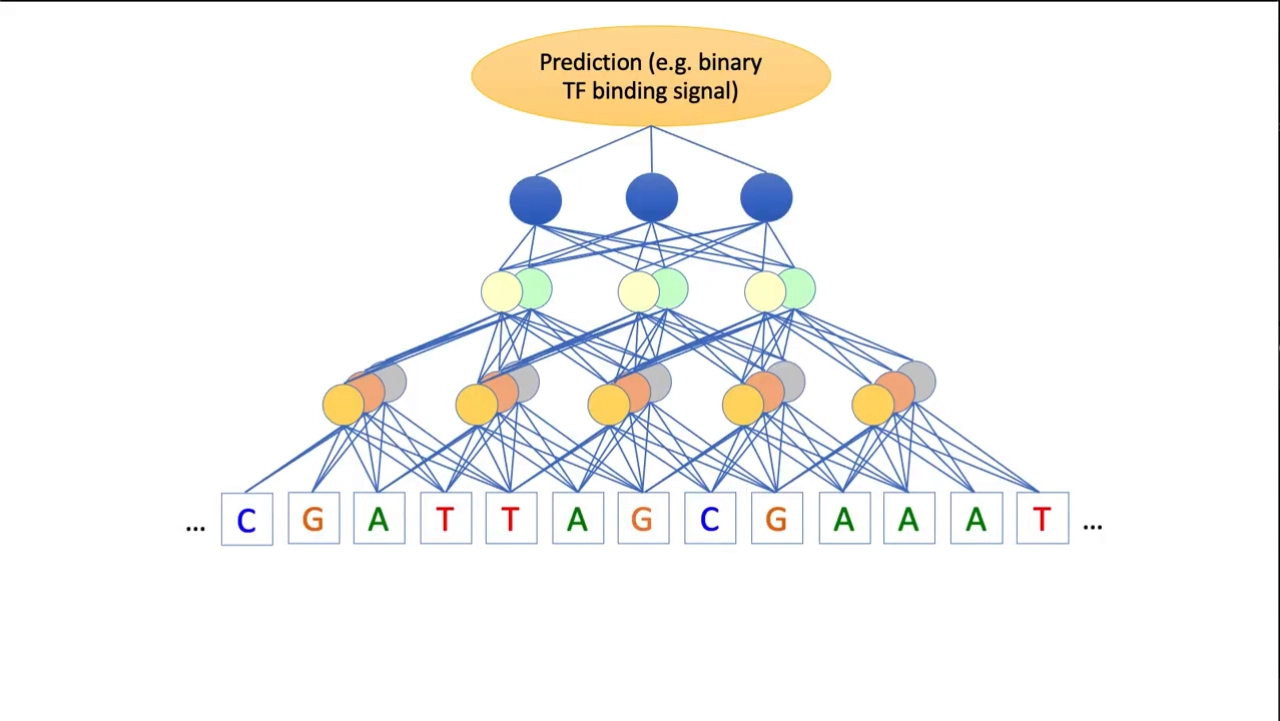 Prediction (e.g. binary
TF binding signal)
... C G A T T A G C G A A A T ...